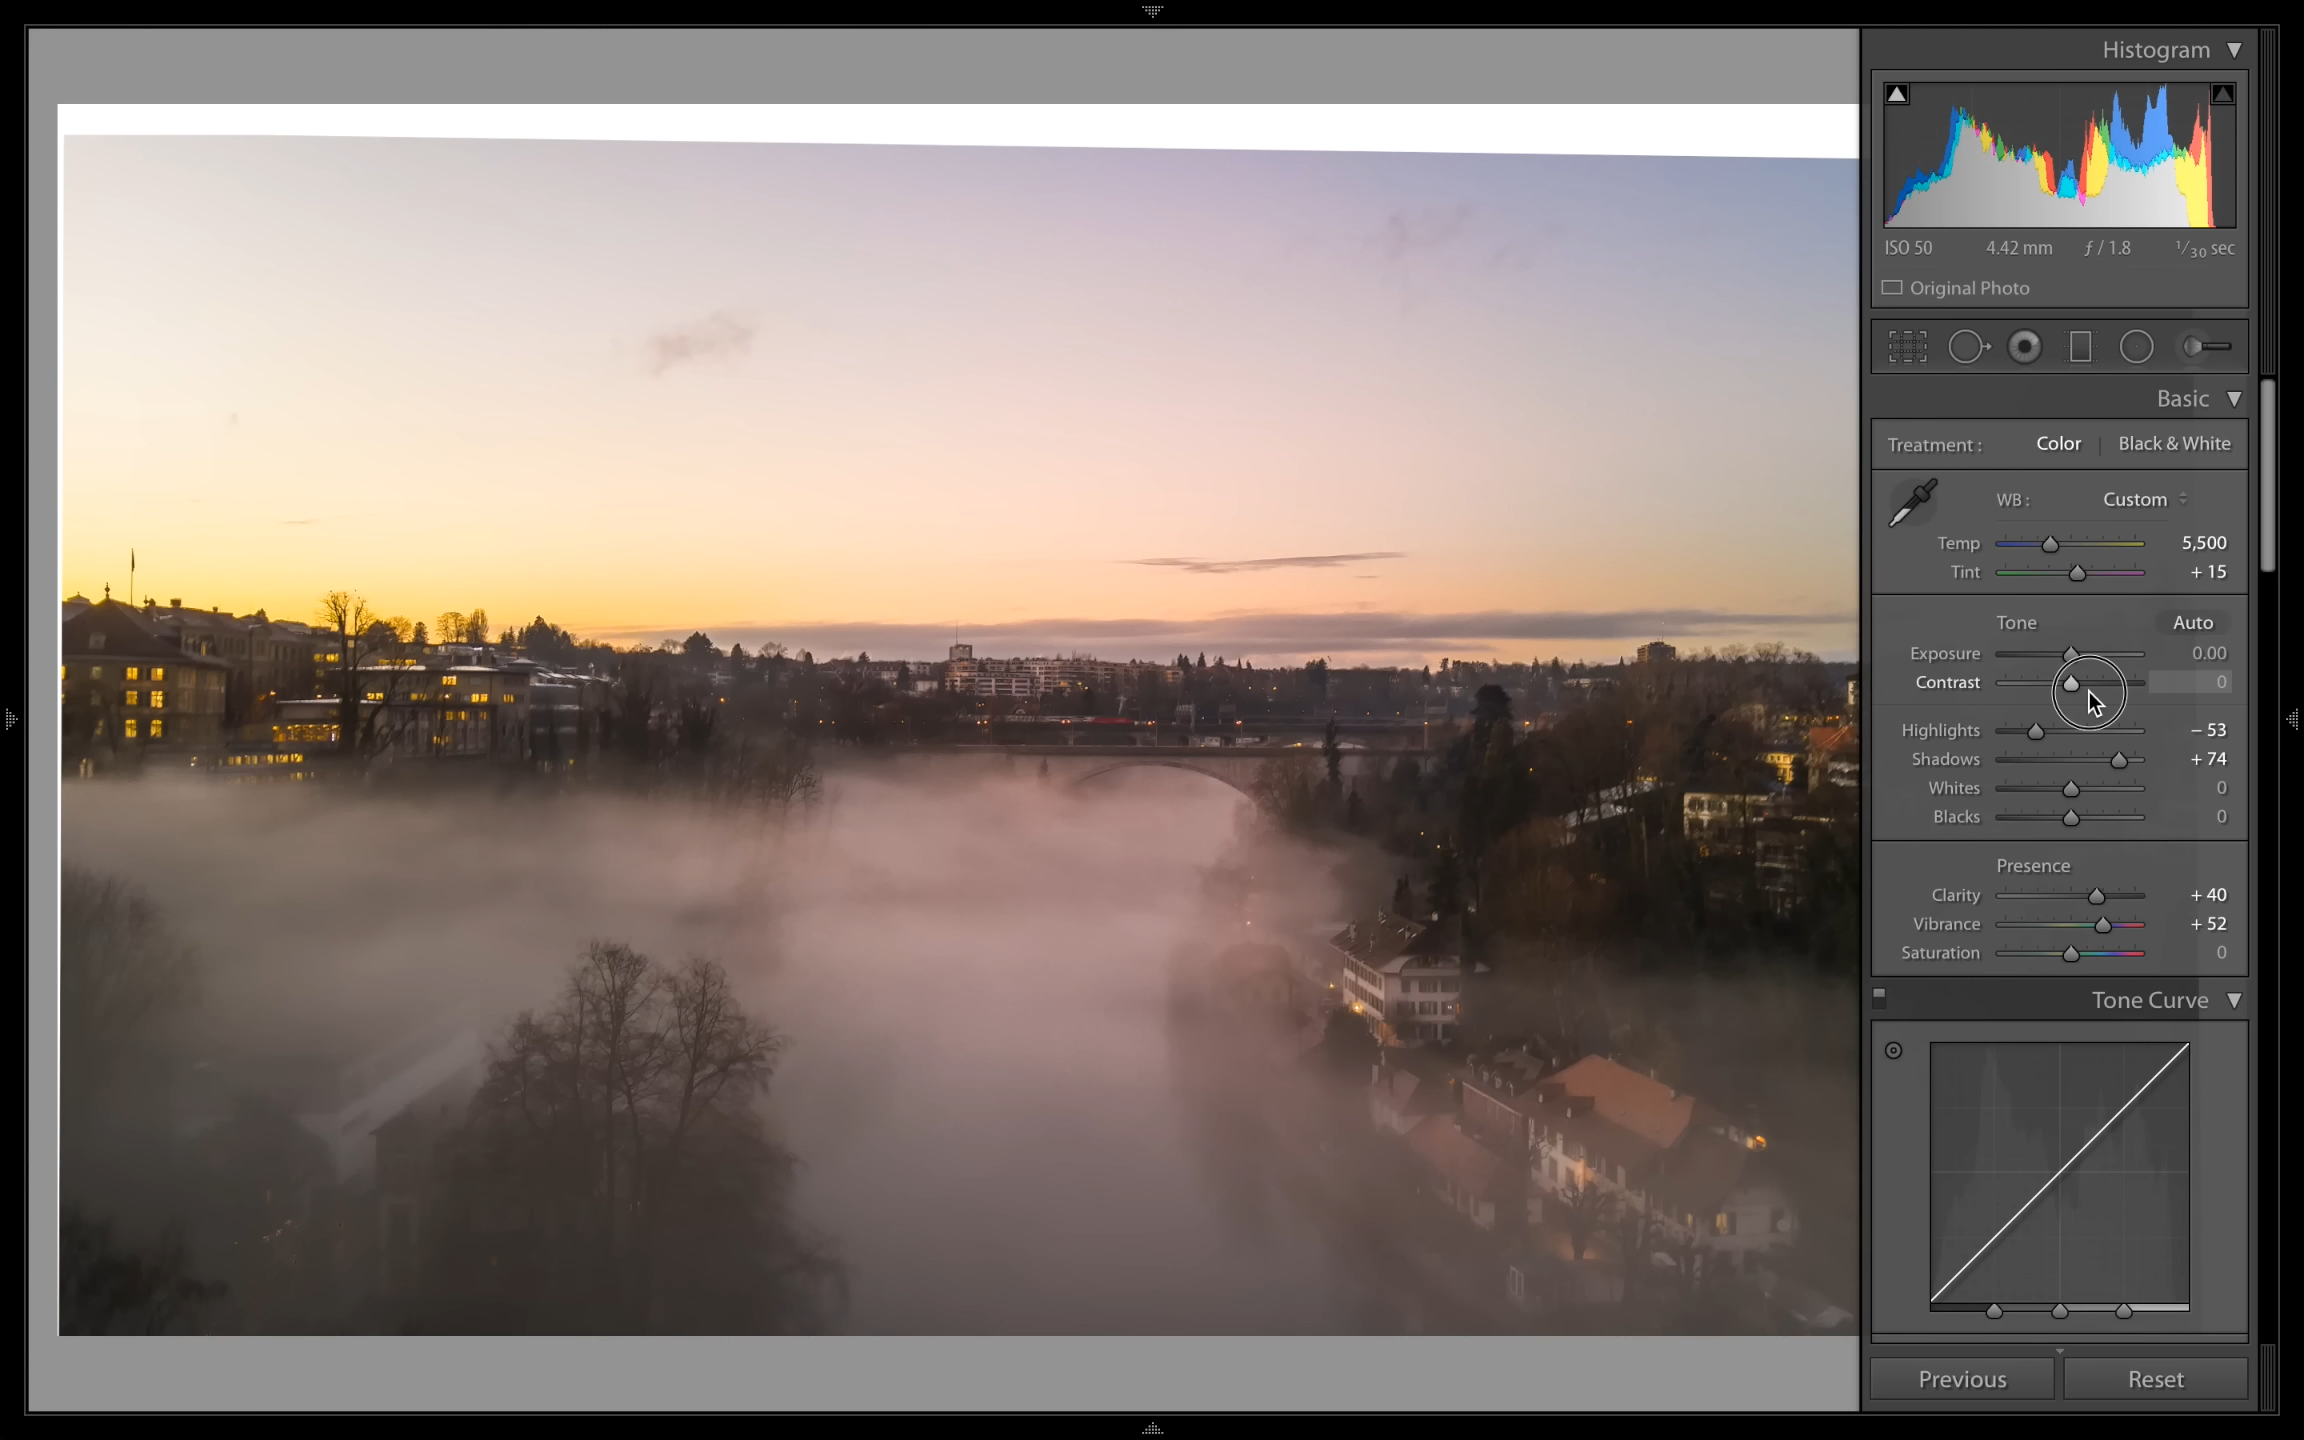 Histogram
ISO 50 4.42 mm ƒ / 1.8 1/30 sec
Original Photo
Basic
Treatment : Color | Black & White
WB : Custom
Temp 5,500
Tint + 15
Tone Auto
Exposure 0.00
Contrast 0
Highlights − 53
Shadows + 74
Whites 0
Blacks 0
Presence
Clarity + 40
Vibrance + 52
Saturation 0
Tone Curve
Previous Reset